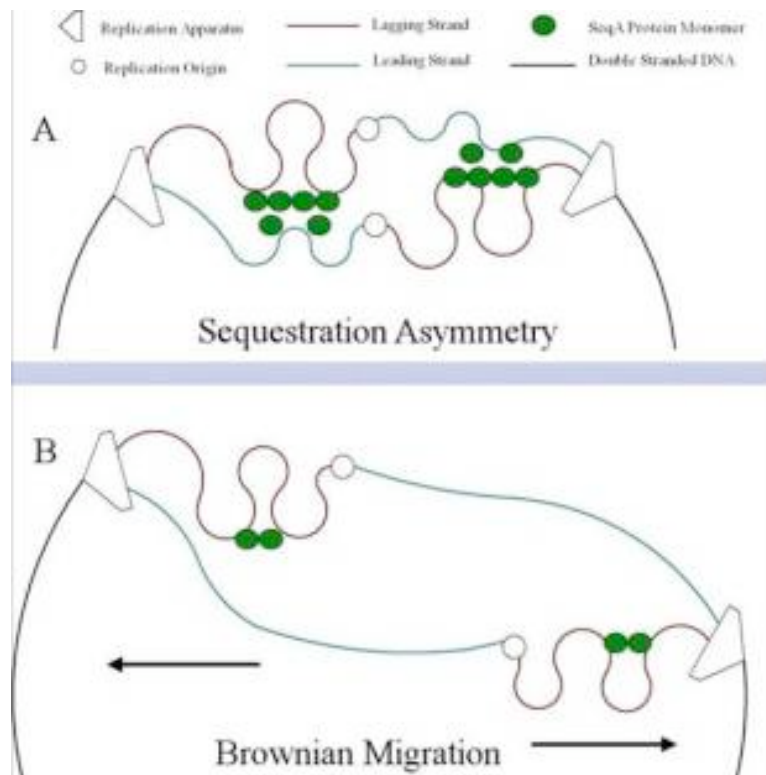 Replication Apparatus
Lagging Strand
SeqA Protein Monomer
Replication Origin
Leading Strand
Double Stranded DNA
A
Sequestration Asymmetry
B
Brownian Migration